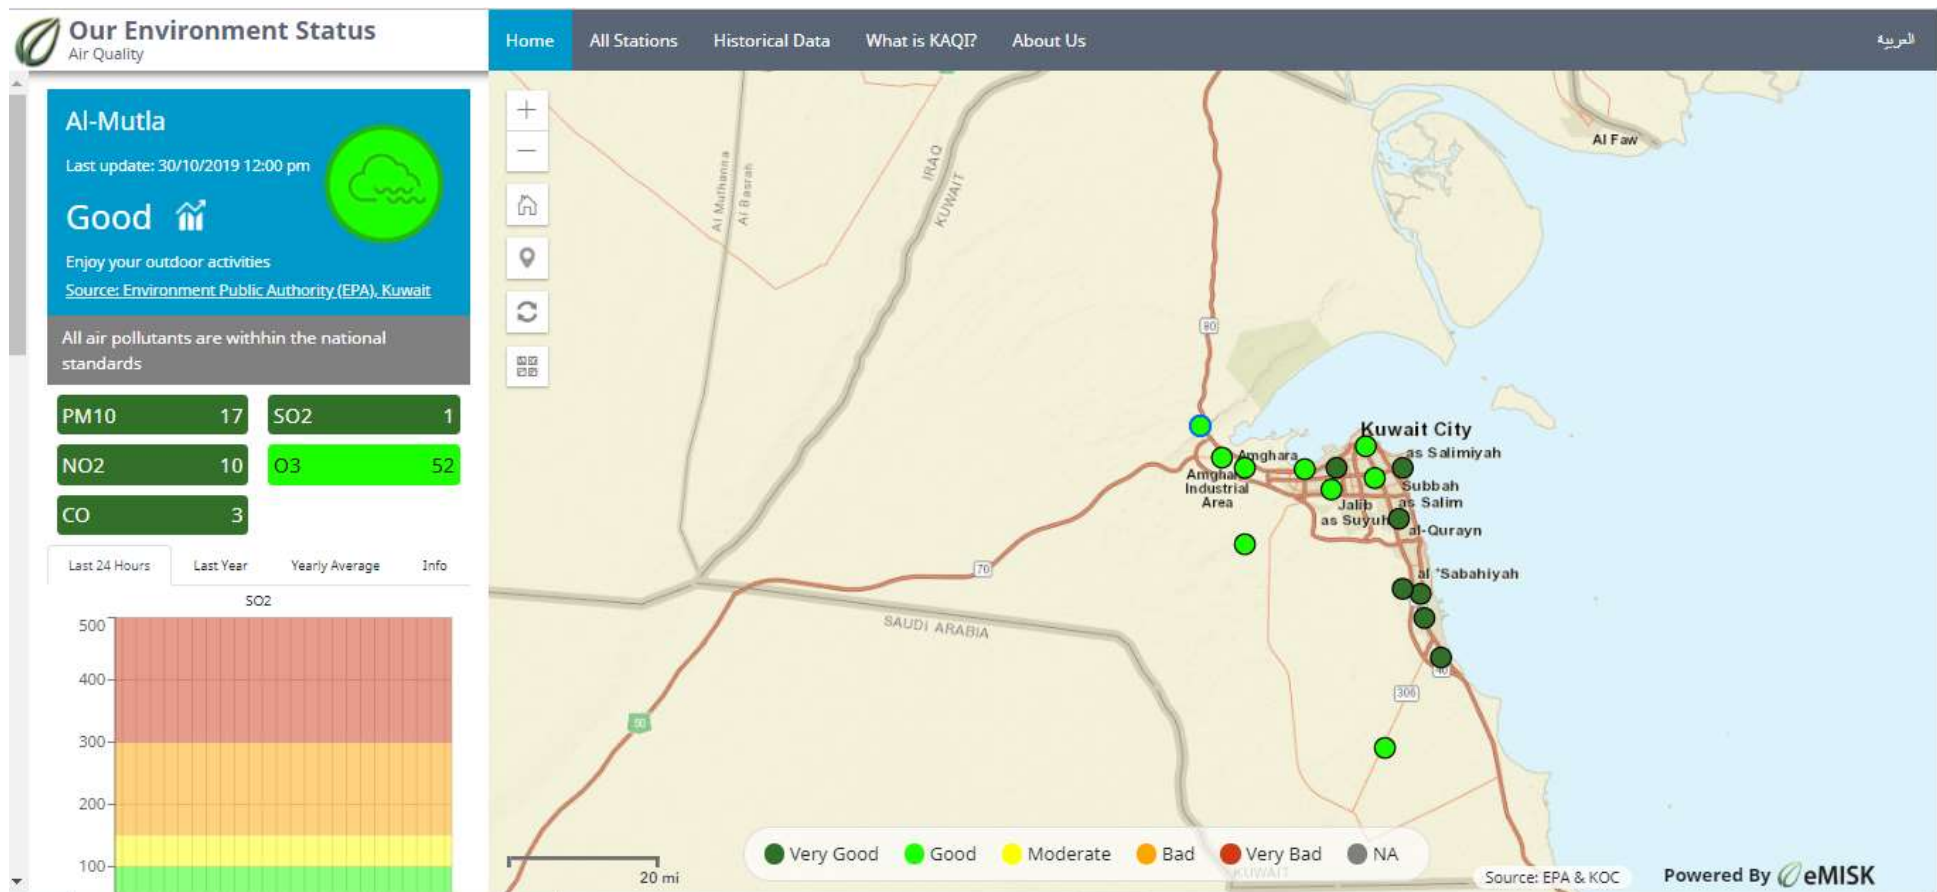 Our Environment Status
Air Quality
Home All Stations Historical Data What is KAQI? About Us العربية
Al-Mutla
Last update: 30/10/2019 12:00 pm
Good
Enjoy your outdoor activities
Source: Environment Public Authority (EPA), Kuwait
All air pollutants are withhin the national
standards
PM10 17 SO2 1
NO2 10 O3 52
CO 3
Last 24 Hours Last Year Yearly Average Info
SO2
500
400
300
200
100
+
−
Al Muthanna
Al Basrah
IRAQ
KUWAIT
Al Faw
80
Kuwait City
as Salimiyah
Amghara
Amghara
Industrial
Area
Subbah
as Salim
Jalib
as Suyuh
al-Qurayn
al 'Sabahiyah
70
SAUDI ARABIA
50
40
306
Very Good Good Moderate Bad Very Bad NA
KUWAIT
20 mi
Source: EPA & KOC
Powered By eMISK